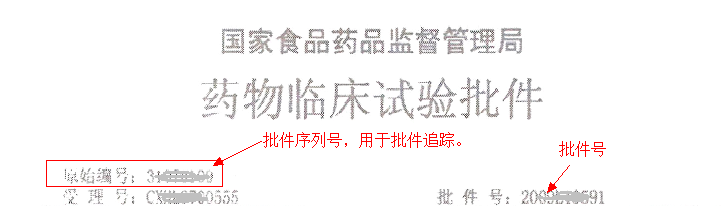 国家食品药品监督管理局
药物临床试验批件
批件序列号，用于批件追踪。
批件号
原始编号：
受 理 号：
批 件 号：